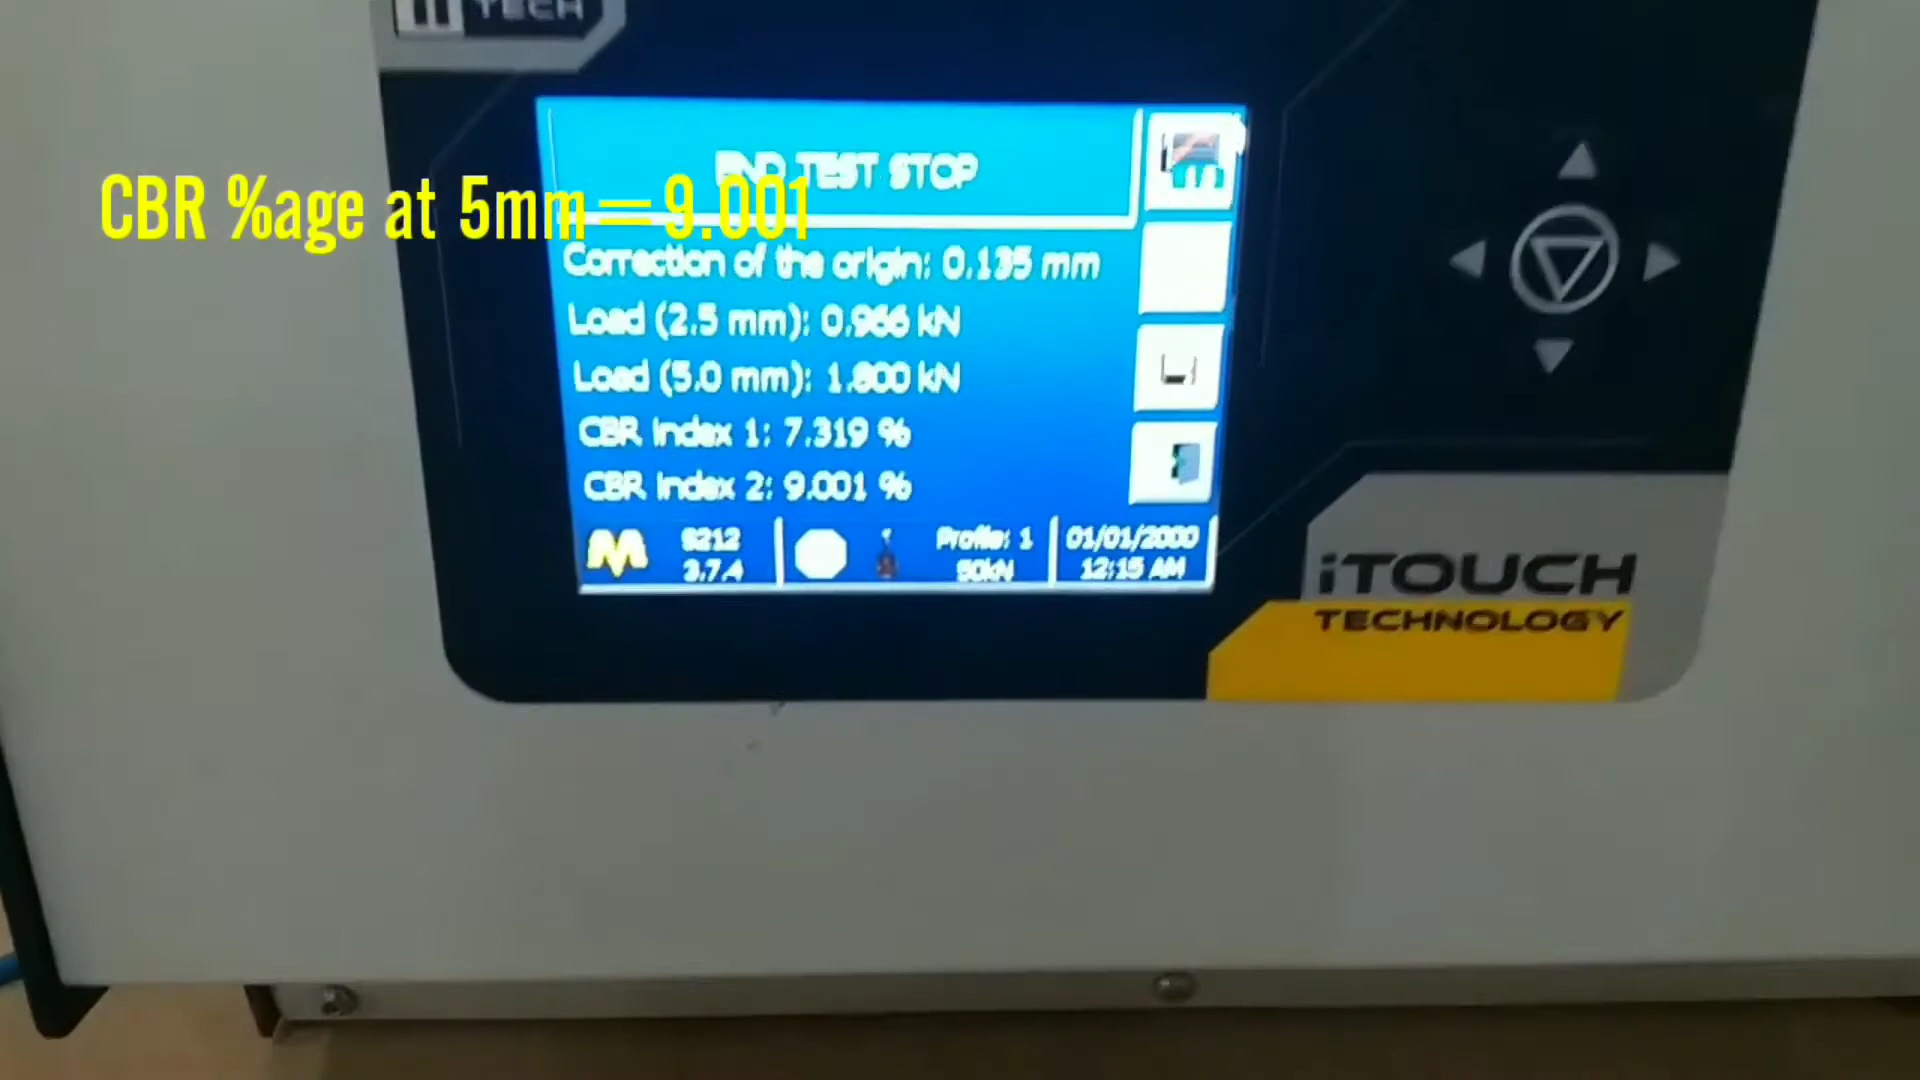 TECH
END TEST STOP
CBR %age at 5mm=9.001
Correction of the origin: 0.135 mm
Load (2.5 mm): 0.966 kN
Load (5.0 mm): 1.800 kN
CBR Index 1: 7.319 %
CBR Index 2: 9.001 %
S212
3.7.4
Profile: 1
50kN
01/01/2000
12:15 AM
iTOUCH
TECHNOLOGY